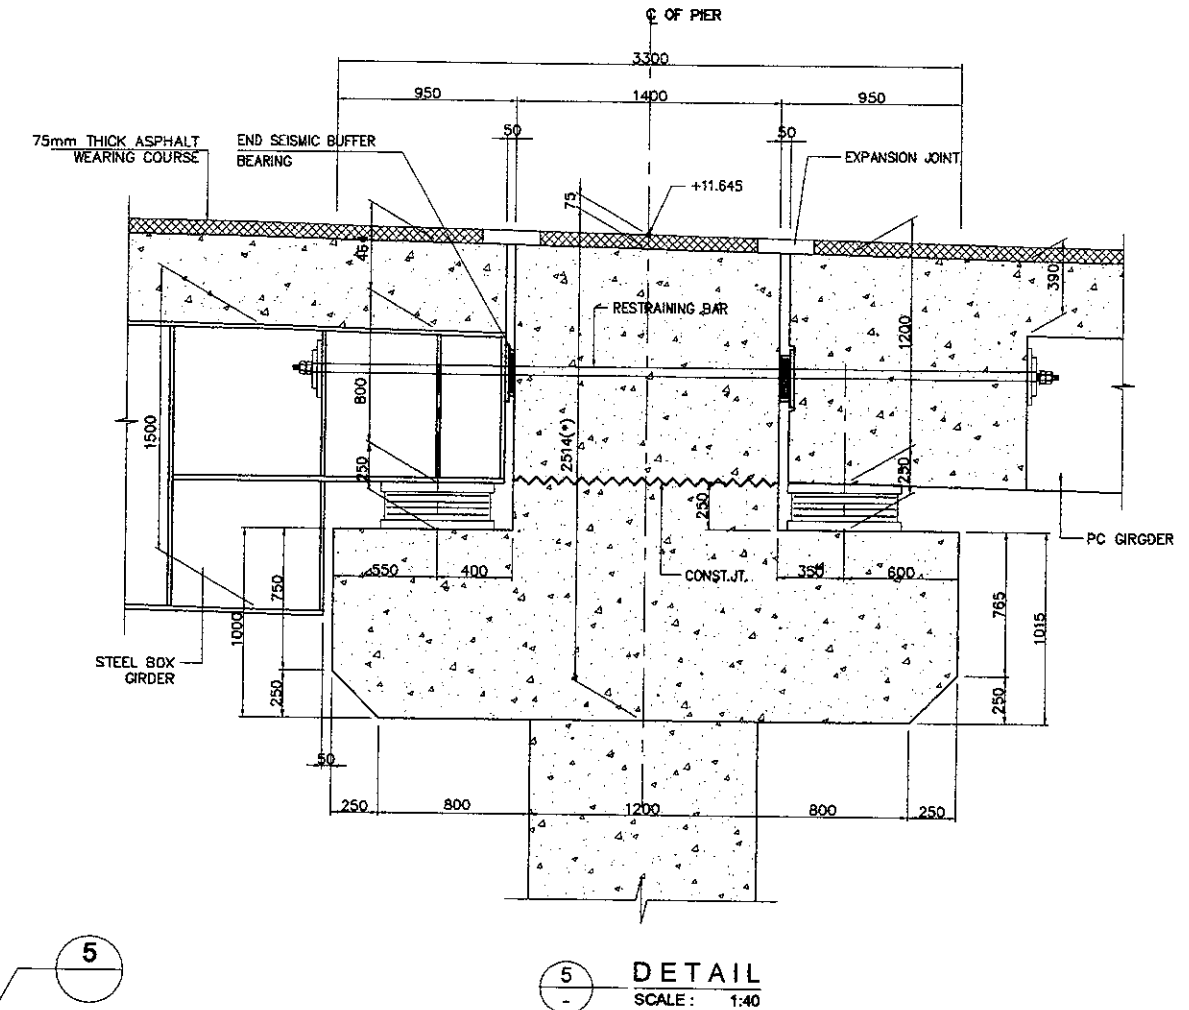 ℄ OF PIER
3300
950
1400
950
50
50
75mm THICK ASPHALT
WEARING COURSE
END SEISMIC BUFFER
BEARING
EXPANSION JOINT
+11.645
75
390
RESTRAINING BAR
1200
800
1500
2514(*)
250
250
250
PC GIRGDER
550
400
CONST.JT.
350
600
750
1000
765
1015
STEEL BOX
GIRDER
250
250
50
250
800
1200
800
250
5
5
-
DETAIL
SCALE : 1:40